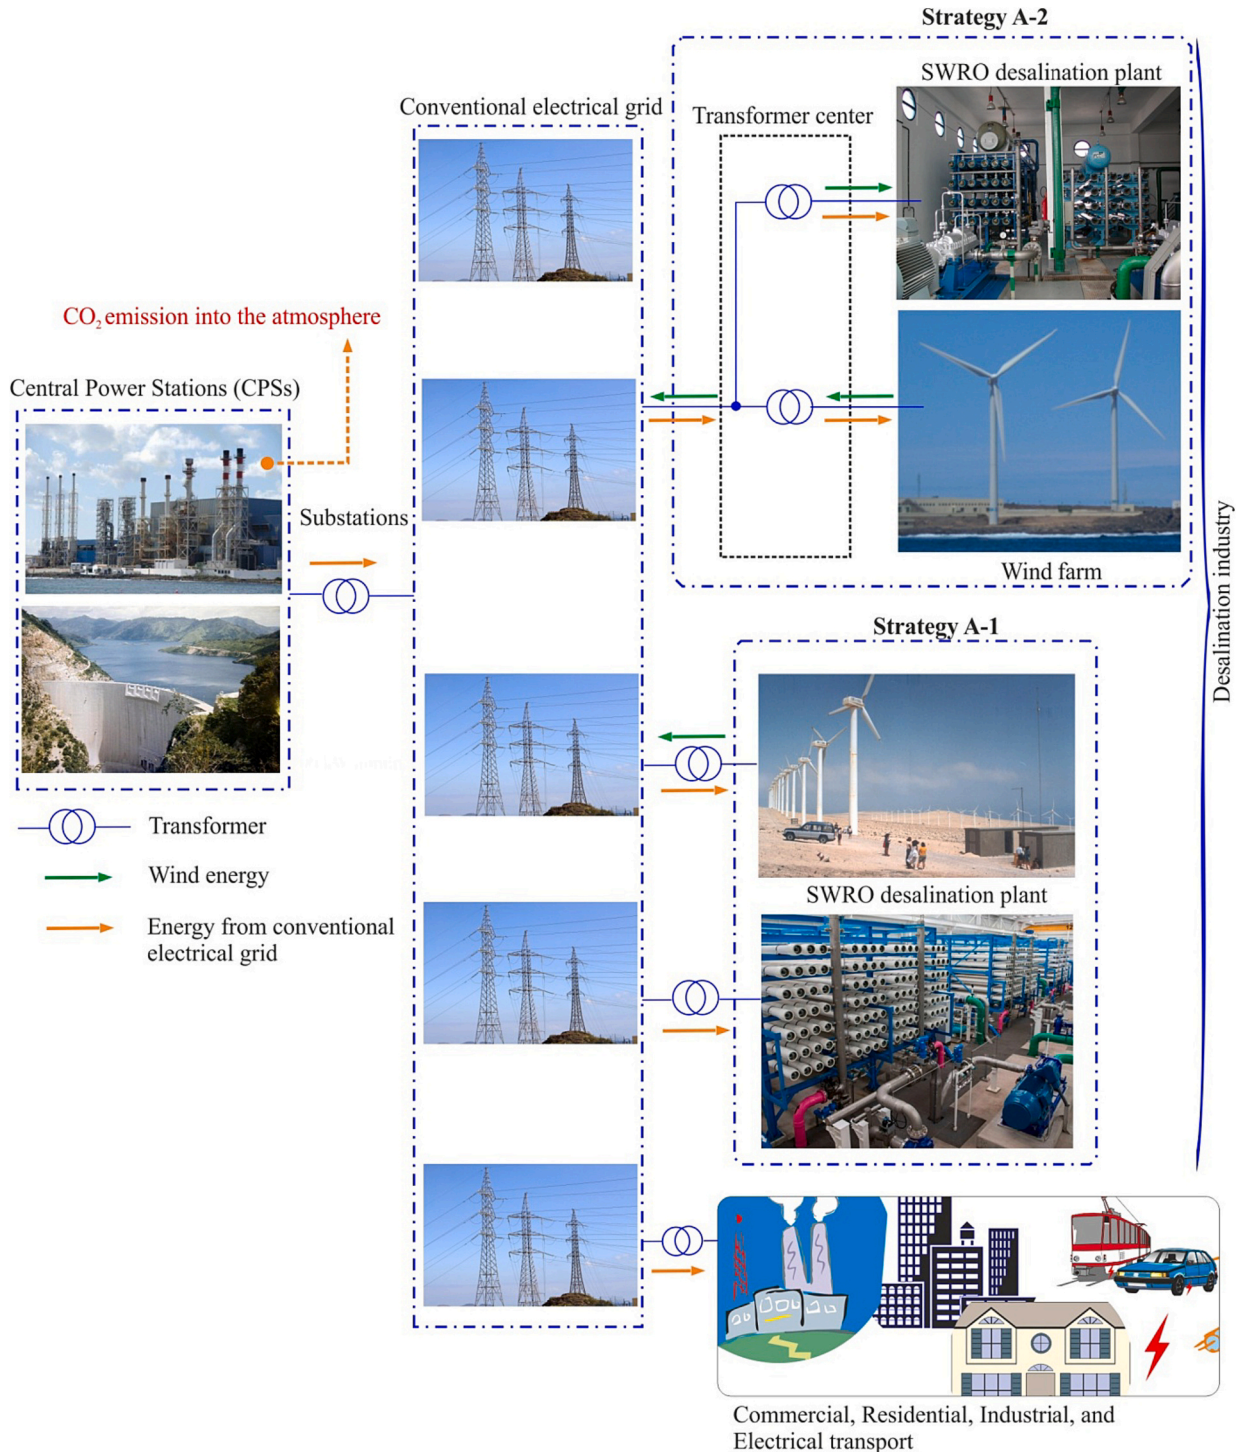 Strategy A-2
SWRO desalination plant
Conventional electrical grid
Transformer center
CO₂ emission into the atmosphere
Central Power Stations (CPSs)
Substations
Wind farm
Desalination industry
Strategy A-1
Transformer
Wind energy
SWRO desalination plant
Energy from conventional
electrical grid
Commercial, Residential, Industrial, and
Electrical transport